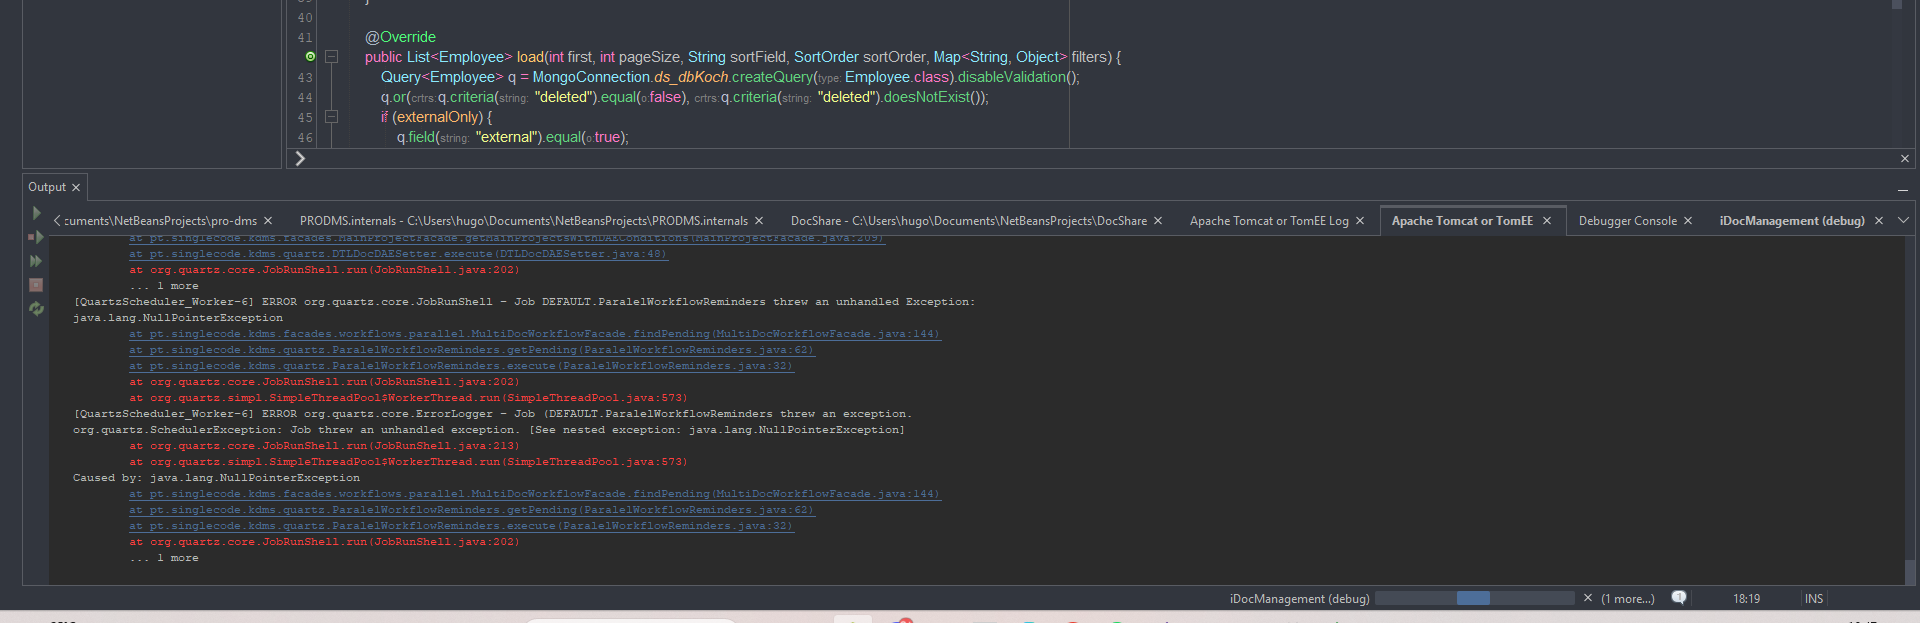 40
41 @Override
public List<Employee> load(int first, int pageSize, String sortField, SortOrder sortOrder, Map<String, Object> filters) {
43 Query<Employee> q = MongoConnection.ds_dbKoch.createQuery(type: Employee.class).disableValidation();
44 q.or(crtrs: q.criteria(string: "deleted").equal(o: false), crtrs: q.criteria(string: "deleted").doesNotExist());
45 if (externalOnly) {
46 q.field(string: "external").equal(o: true);
Output
cuments\NetBeansProjects\pro-dms PRODMS.internals - C:\Users\hugo\Documents\NetBeansProjects\PRODMS.internals DocShare - C:\Users\hugo\Documents\NetBeansProjects\DocShare Apache Tomcat or TomEE Log Apache Tomcat or TomEE Debugger Console iDocManagement (debug)
at pt.singlecode.kdms.facades.MainProjectFacade.getMainProjectsWithDAEConditions(MainProjectFacade.java:209)
at pt.singlecode.kdms.quartz.DTLDocDAESetter.execute(DTLDocDAESetter.java:48)
at org.quartz.core.JobRunShell.run(JobRunShell.java:202)
... 1 more
[QuartzScheduler_Worker-6] ERROR org.quartz.core.JobRunShell - Job DEFAULT.ParalelWorkflowReminders threw an unhandled Exception:
java.lang.NullPointerException
at pt.singlecode.kdms.facades.workflows.parallel.MultiDocWorkflowFacade.findPending(MultiDocWorkflowFacade.java:144)
at pt.singlecode.kdms.quartz.ParalelWorkflowReminders.getPending(ParalelWorkflowReminders.java:62)
at pt.singlecode.kdms.quartz.ParalelWorkflowReminders.execute(ParalelWorkflowReminders.java:32)
at org.quartz.core.JobRunShell.run(JobRunShell.java:202)
at org.quartz.simpl.SimpleThreadPool$WorkerThread.run(SimpleThreadPool.java:573)
[QuartzScheduler_Worker-6] ERROR org.quartz.core.ErrorLogger - Job (DEFAULT.ParalelWorkflowReminders threw an exception.
org.quartz.SchedulerException: Job threw an unhandled exception. [See nested exception: java.lang.NullPointerException]
at org.quartz.core.JobRunShell.run(JobRunShell.java:213)
at org.quartz.simpl.SimpleThreadPool$WorkerThread.run(SimpleThreadPool.java:573)
Caused by: java.lang.NullPointerException
at pt.singlecode.kdms.facades.workflows.parallel.MultiDocWorkflowFacade.findPending(MultiDocWorkflowFacade.java:144)
at pt.singlecode.kdms.quartz.ParalelWorkflowReminders.getPending(ParalelWorkflowReminders.java:62)
at pt.singlecode.kdms.quartz.ParalelWorkflowReminders.execute(ParalelWorkflowReminders.java:32)
at org.quartz.core.JobRunShell.run(JobRunShell.java:202)
... 1 more
iDocManagement (debug) (1 more...) 18:19 INS